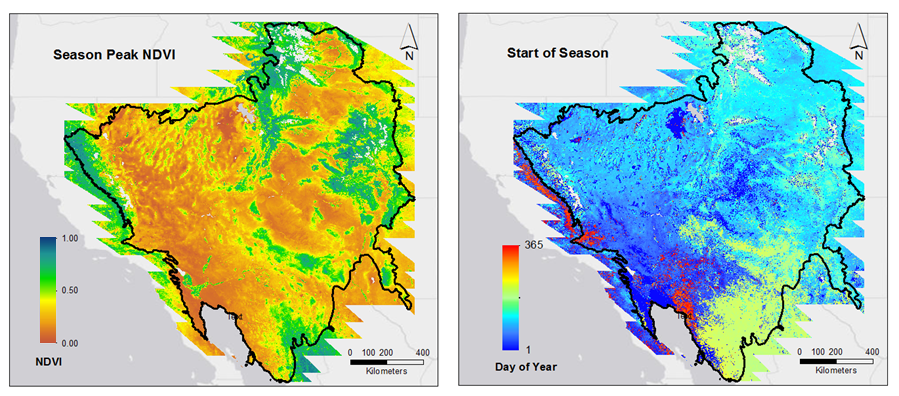 Season Peak NDVI
N
1.00
0.50
0.00
NDVI
0 100 200 400
Kilometers
Text
Start of Season
N
365
1
Day of Year
0 100 200 400
Kilometers